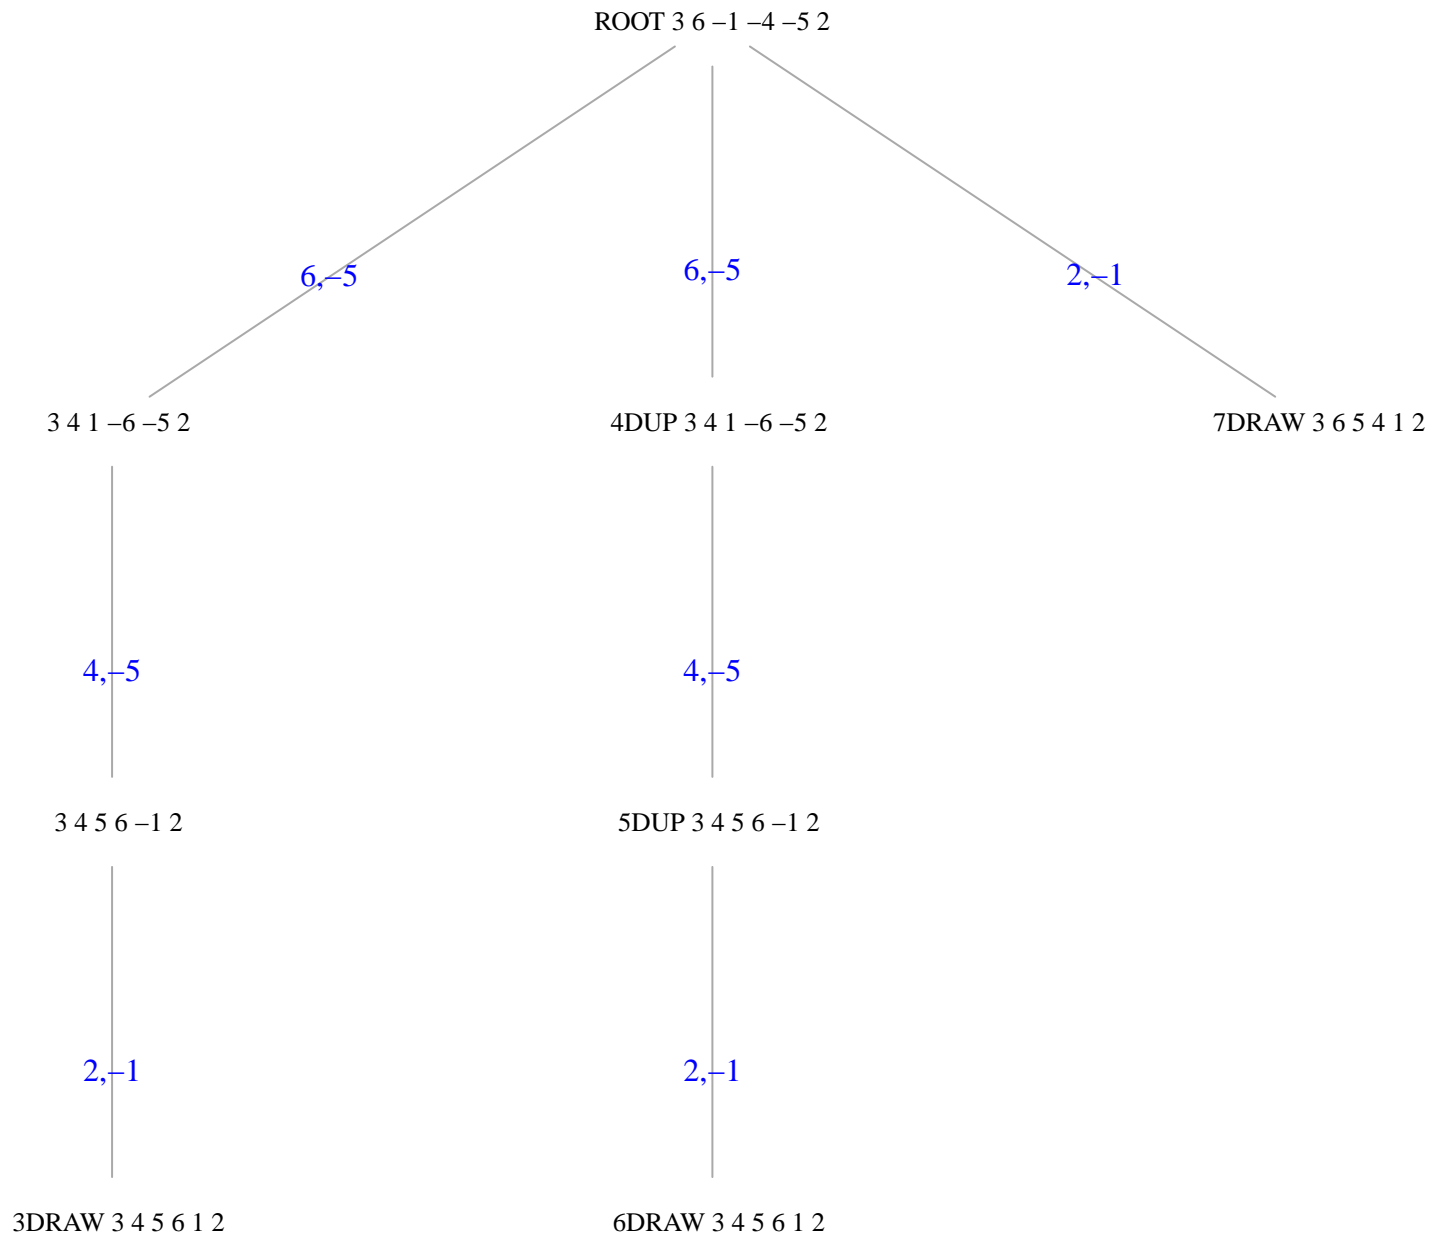 ROOT 3 6 –1 –4 –5 2
6,–5
6,–5
2,–1
3 4 1 –6 –5 2
4DUP 3 4 1 –6 –5 2
7DRAW 3 6 5 4 1 2
4,–5
4,–5
3 4 5 6 –1 2
5DUP 3 4 5 6 –1 2
2,–1
2,–1
3DRAW 3 4 5 6 1 2
6DRAW 3 4 5 6 1 2